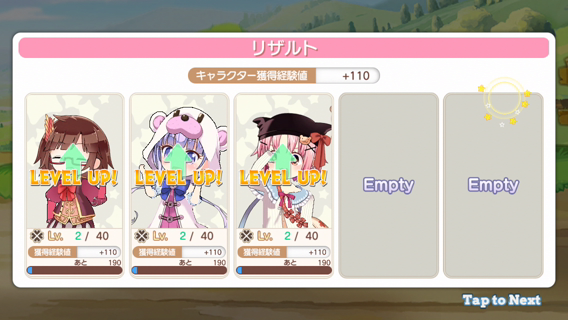 リザルト
キャラクター獲得経験値 +110
LEVEL UP! LEVEL UP! LEVEL UP!
Empty Empty
Lv. 2 / 40 Lv. 2 / 40 Lv. 2 / 40
獲得経験値 +110 獲得経験値 +110 獲得経験値 +110
あと 190 あと 190 あと 190
Tap to Next